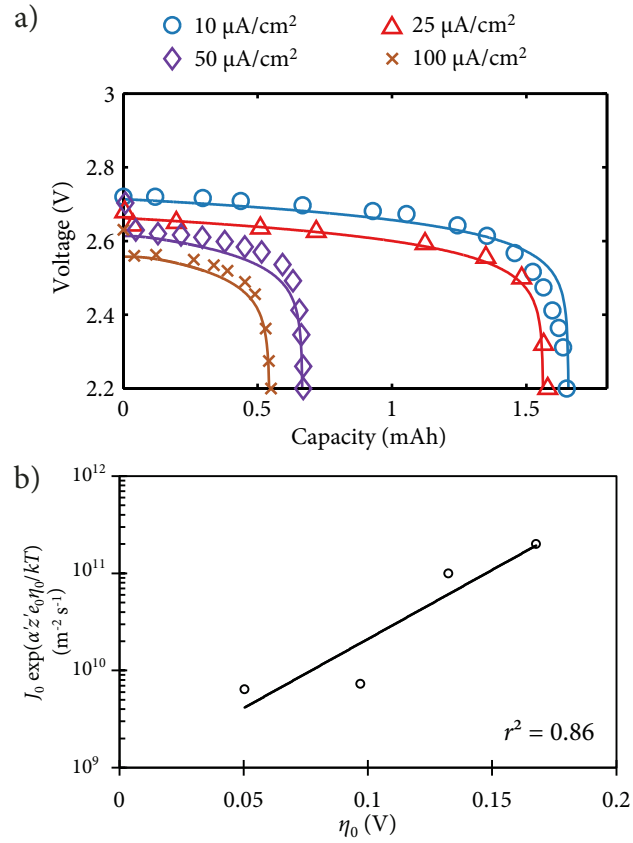 a)
10 μA/cm²
25 μA/cm²
50 μA/cm²
100 μA/cm²
3
2.8
2.6
2.4
2.2
Voltage (V)
0
0.5
1
1.5
Capacity (mAh)
b)
10¹²
10¹¹
10¹⁰
10⁹
J₀ exp(α'z'e₀η₀/kT)
(m⁻² s⁻¹)
r² = 0.86
0
0.05
0.1
0.15
0.2
η₀ (V)